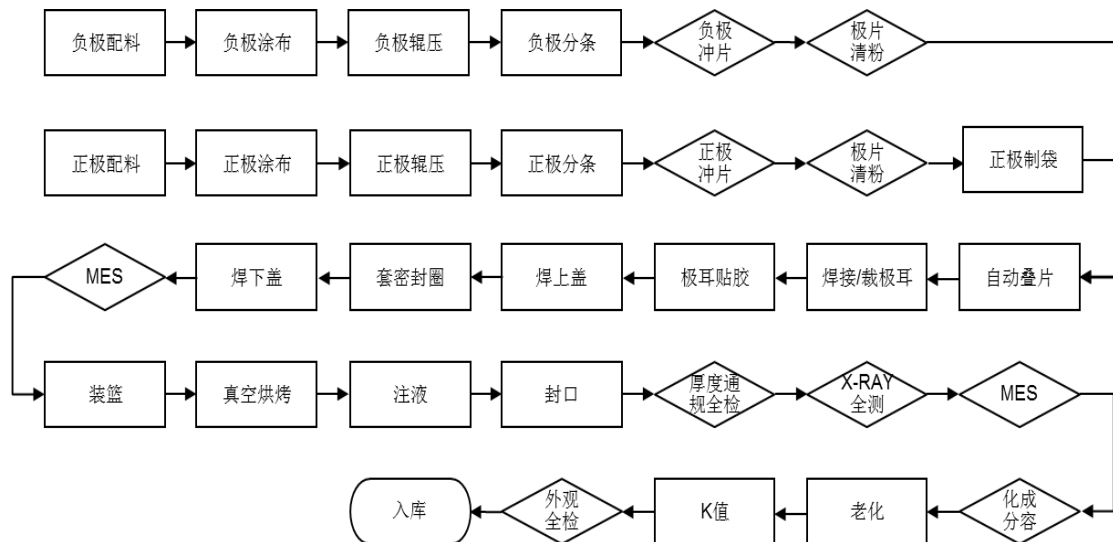 负极配料
负极涂布
负极辊压
负极分条
负极
冲片
极片
清粉
正极配料
正极涂布
正极辊压
正极分条
正极
冲片
极片
清粉
正极制袋
MES
焊下盖
套密封圈
焊上盖
极耳贴胶
焊接/裁极耳
自动叠片
装篮
真空烘烤
注液
封口
厚度通
规全检
X-RAY
全测
MES
入库
外观
全检
K值
老化
化成
分容